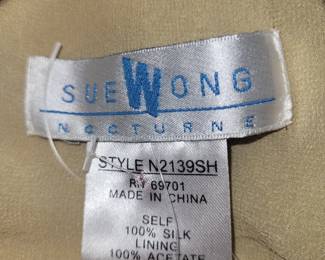 SUE WONG
NOCTURNE
STYLE N2139SH
RN 69701
MADE IN CHINA
SELF
100% SILK
LINING
100% ACETATE